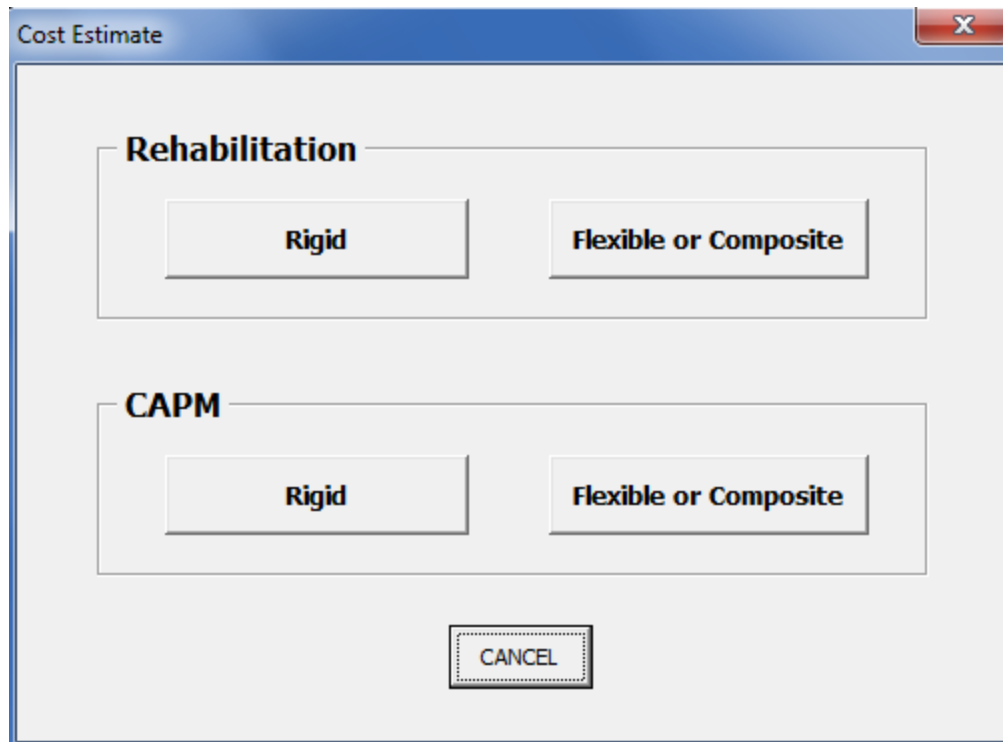 Cost Estimate
Rehabilitation
Rigid
Flexible or Composite
CAPM
Rigid
Flexible or Composite
CANCEL